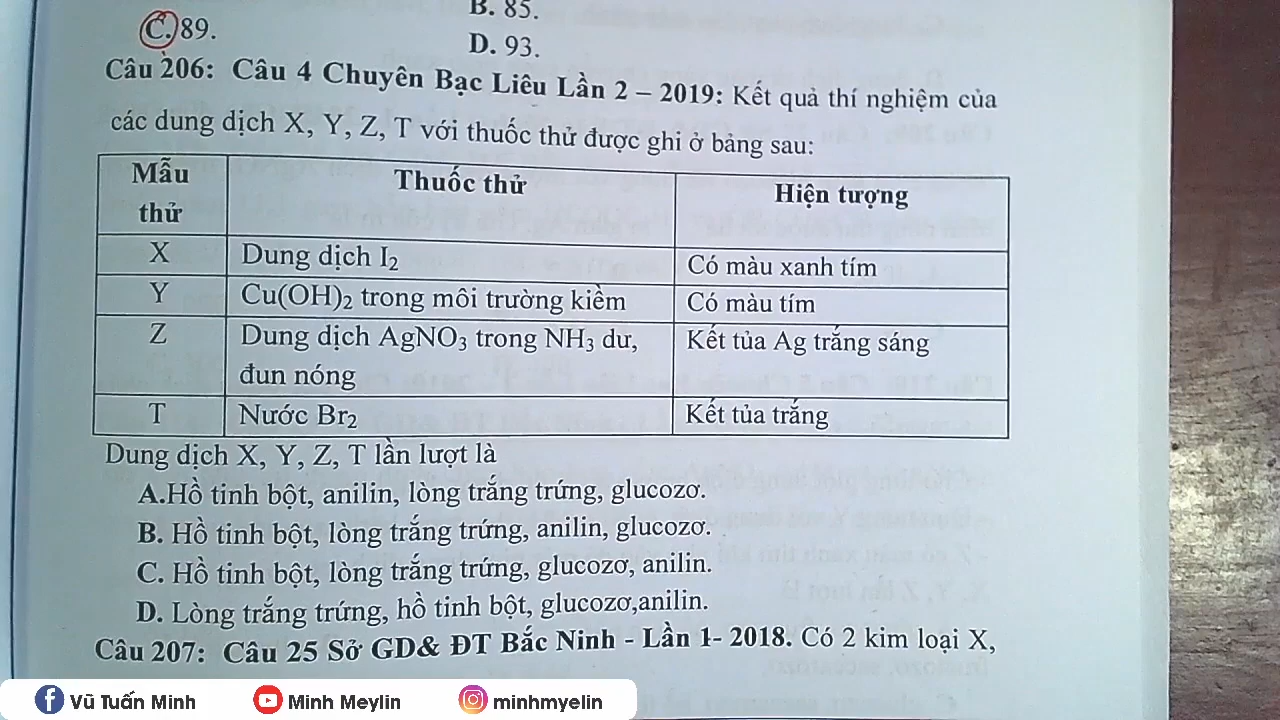 B. 85.
C. 89.
D. 93.
Câu 206: Câu 4 Chuyên Bạc Liêu Lần 2 – 2019: Kết quả thí nghiệm của
các dung dịch X, Y, Z, T với thuốc thử được ghi ở bảng sau:
Mẫu thử Thuốc thử Hiện tượng
X Dung dịch I₂ Có màu xanh tím
Y Cu(OH)₂ trong môi trường kiềm Có màu tím
Z Dung dịch AgNO₃ trong NH₃ dư, Kết tủa Ag trắng sáng
đun nóng
T Nước Br₂ Kết tủa trắng
Dung dịch X, Y, Z, T lần lượt là
A.Hồ tinh bột, anilin, lòng trắng trứng, glucozơ.
B. Hồ tinh bột, lòng trắng trứng, anilin, glucozơ.
C. Hồ tinh bột, lòng trắng trứng, glucozơ, anilin.
D. Lòng trắng trứng, hồ tinh bột, glucozơ,anilin.
Câu 207: Câu 25 Sở GD& ĐT Bắc Ninh - Lần 1- 2018. Có 2 kim loại X,
Vũ Tuấn Minh Minh Meylin minhmyelin